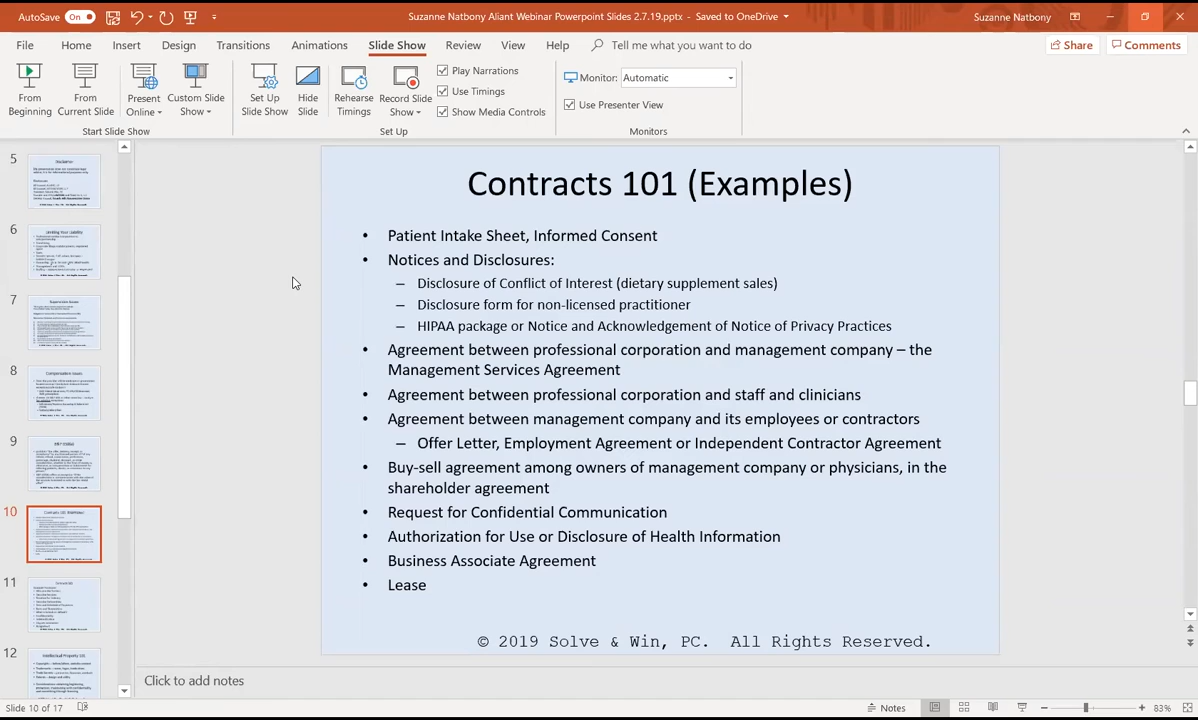 AutoSave On
Suzanne Natbony Aliant Webinar Powerpoint Slides 2.7.19.pptx - Saved to OneDrive
Suzanne Natbony
File Home Insert Design Transitions Animations Slide Show Review View Help Tell me what you want to do Share Comments
From Beginning
From Current Slide
Present Online
Custom Slide Show
Start Slide Show
Set Up Slide Show
Hide Slide
Rehearse Timings
Record Slide Show
Play Narrations
Use Timings
Show Media Controls
Set Up
Monitor: Automatic
Use Presenter View
Monitors
5
6
7
8
9
10
11
12
Contracts 101 (Examples)
• Patient Intake Sheet, Informed Consent
• Notices and Disclosures:
– Disclosure of Conflict of Interest (dietary supplement sales)
– Disclosure form for non-licensed practitioner
– HIPAA package or Notice and Acknowledgement of Notice of Privacy Practices
• Agreement between professional corporation and management company – the
Management Services Agreement
• Agreement between professional corporation and staff and clinicians
• Agreement between management company and its employees or contractors
– Offer Letter, Employment Agreement or Independent Contractor Agreement
• Buy-sell agreement among owners of management company or physicians, in the
shareholder agreement
• Request for Confidential Communication
• Authorization for Use or Disclosure of Health Information
• Business Associate Agreement
• Lease
© 2019 Solve & Win, PC. All Rights Reserved.
Click to add notes
Slide 10 of 17
Notes
83%